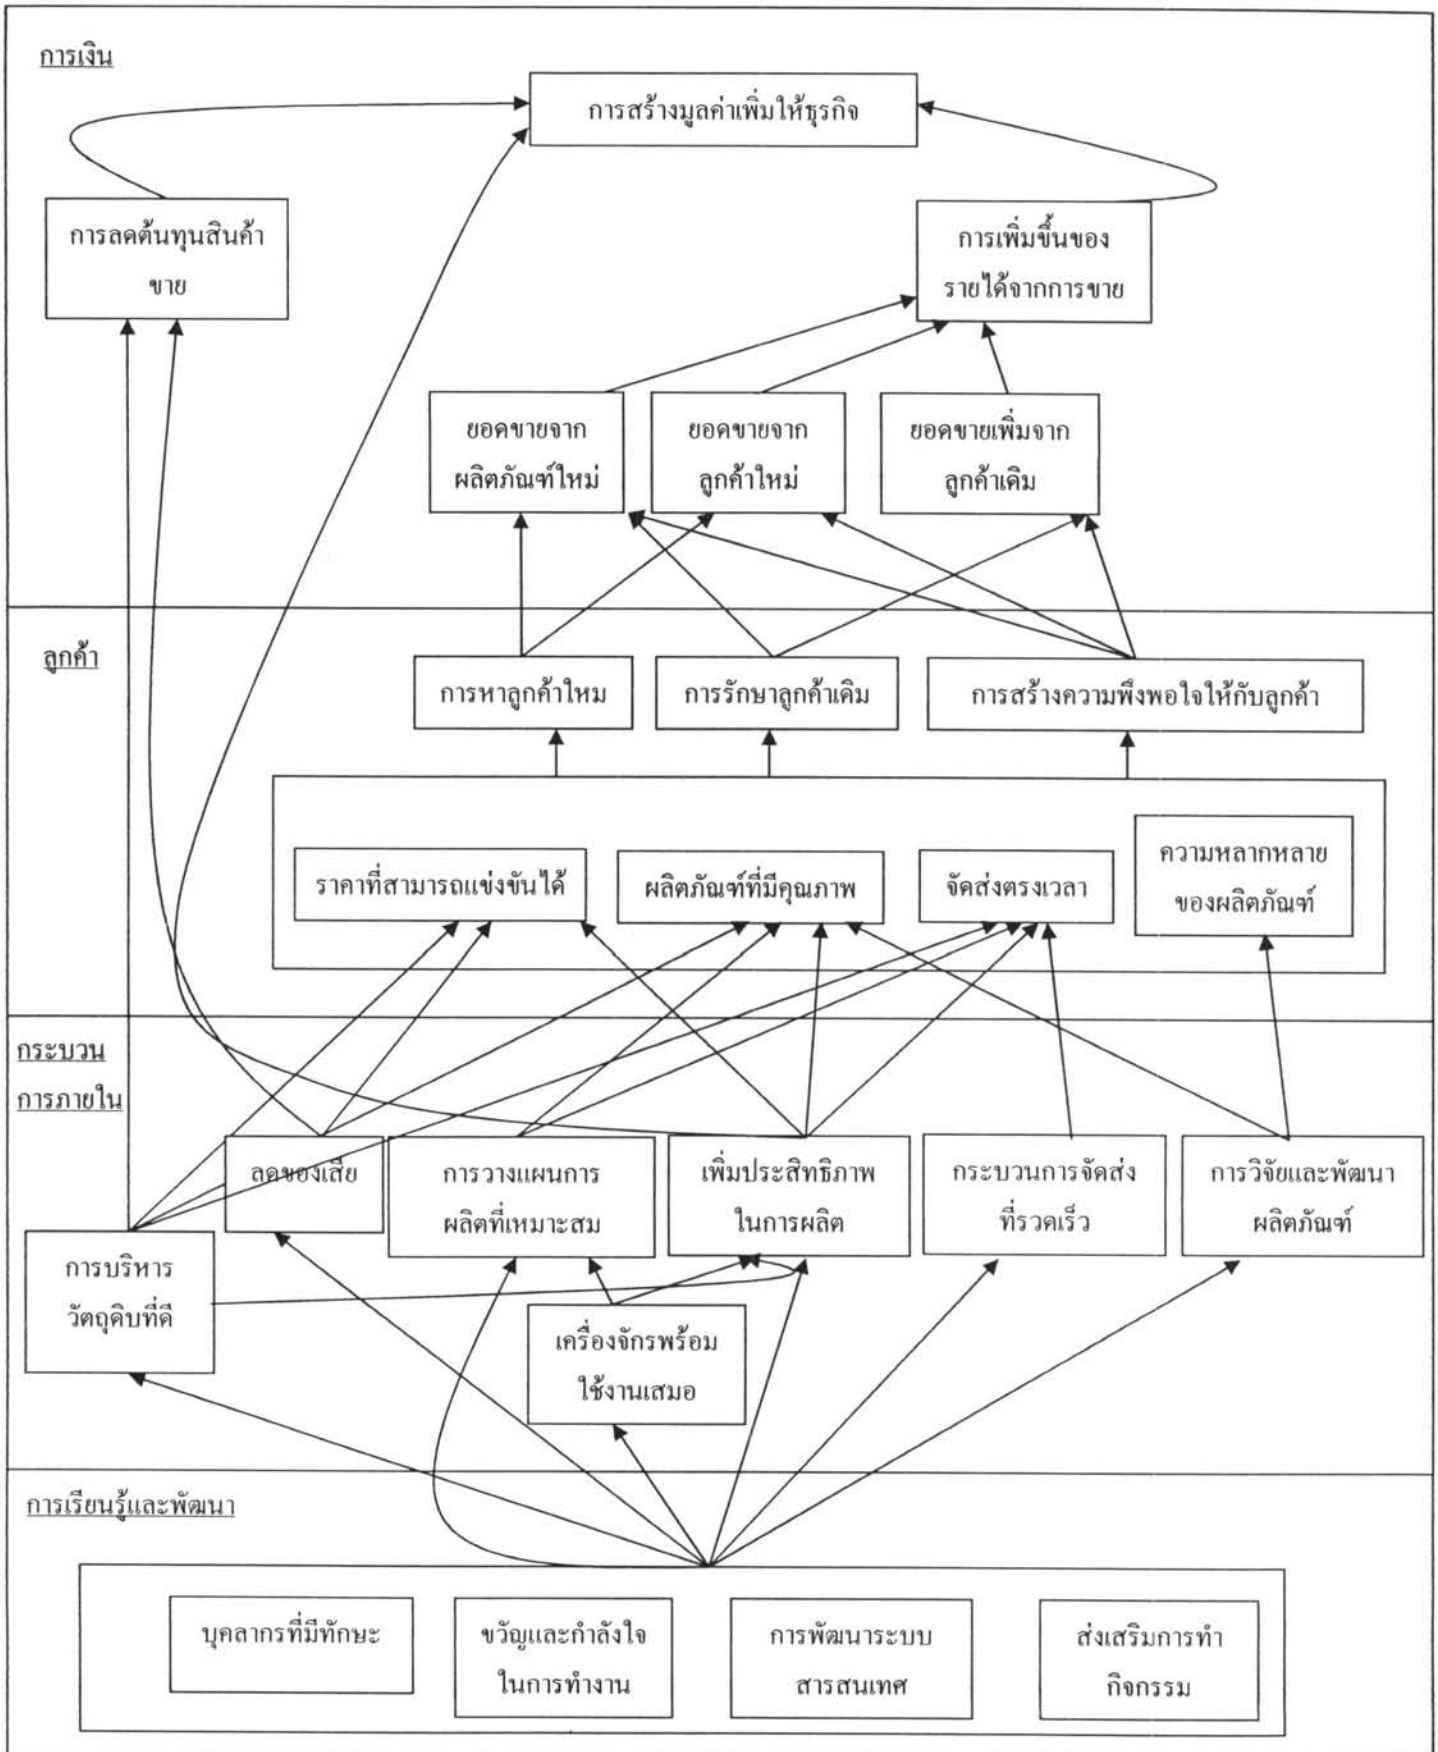 การเงิน
การสร้างมูลค่าเพิ่มให้ธุรกิจ
การลดต้นทุนสินค้า
ขาย
การเพิ่มขึ้นของ
รายได้จากการขาย
ยอดขายจาก
ผลิตภัณฑ์ใหม่
ยอดขายจาก
ลูกค้าใหม่
ยอดขายเพิ่มจาก
ลูกค้าเดิม
ลูกค้า
การหาลูกค้าใหม
การรักษาลูกค้าเดิม
การสร้างความพึงพอใจให้กับลูกค้า
ราคาที่สามารถแข่งขันได้
ผลิตภัณฑ์ที่มีคุณภาพ
จัดส่งตรงเวลา
ความหลากหลาย
ของผลิตภัณฑ์
กระบวน
การภายใน
ลดของเสีย
การวางแผนการ
ผลิตที่เหมาะสม
เพิ่มประสิทธิภาพ
ในการผลิต
กระบวนการจัดส่ง
ที่รวดเร็ว
การวิจัยและพัฒนา
ผลิตภัณฑ์
การบริหาร
วัตถุดิบที่ดี
เครื่องจักรพร้อม
ใช้งานเสมอ
การเรียนรู้และพัฒนา
บุคลากรที่มีทักษะ
ขวัญและกำลังใจ
ในการทำงาน
การพัฒนาระบบ
สารสนเทศ
ส่งเสริมการทำ
กิจกรรม